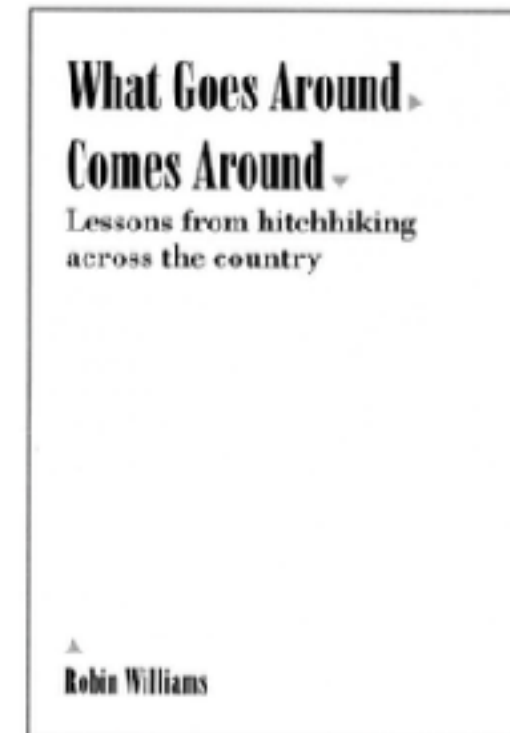 What Goes Around
Comes Around
Lessons from hitchhiking
across the country
Robin Williams